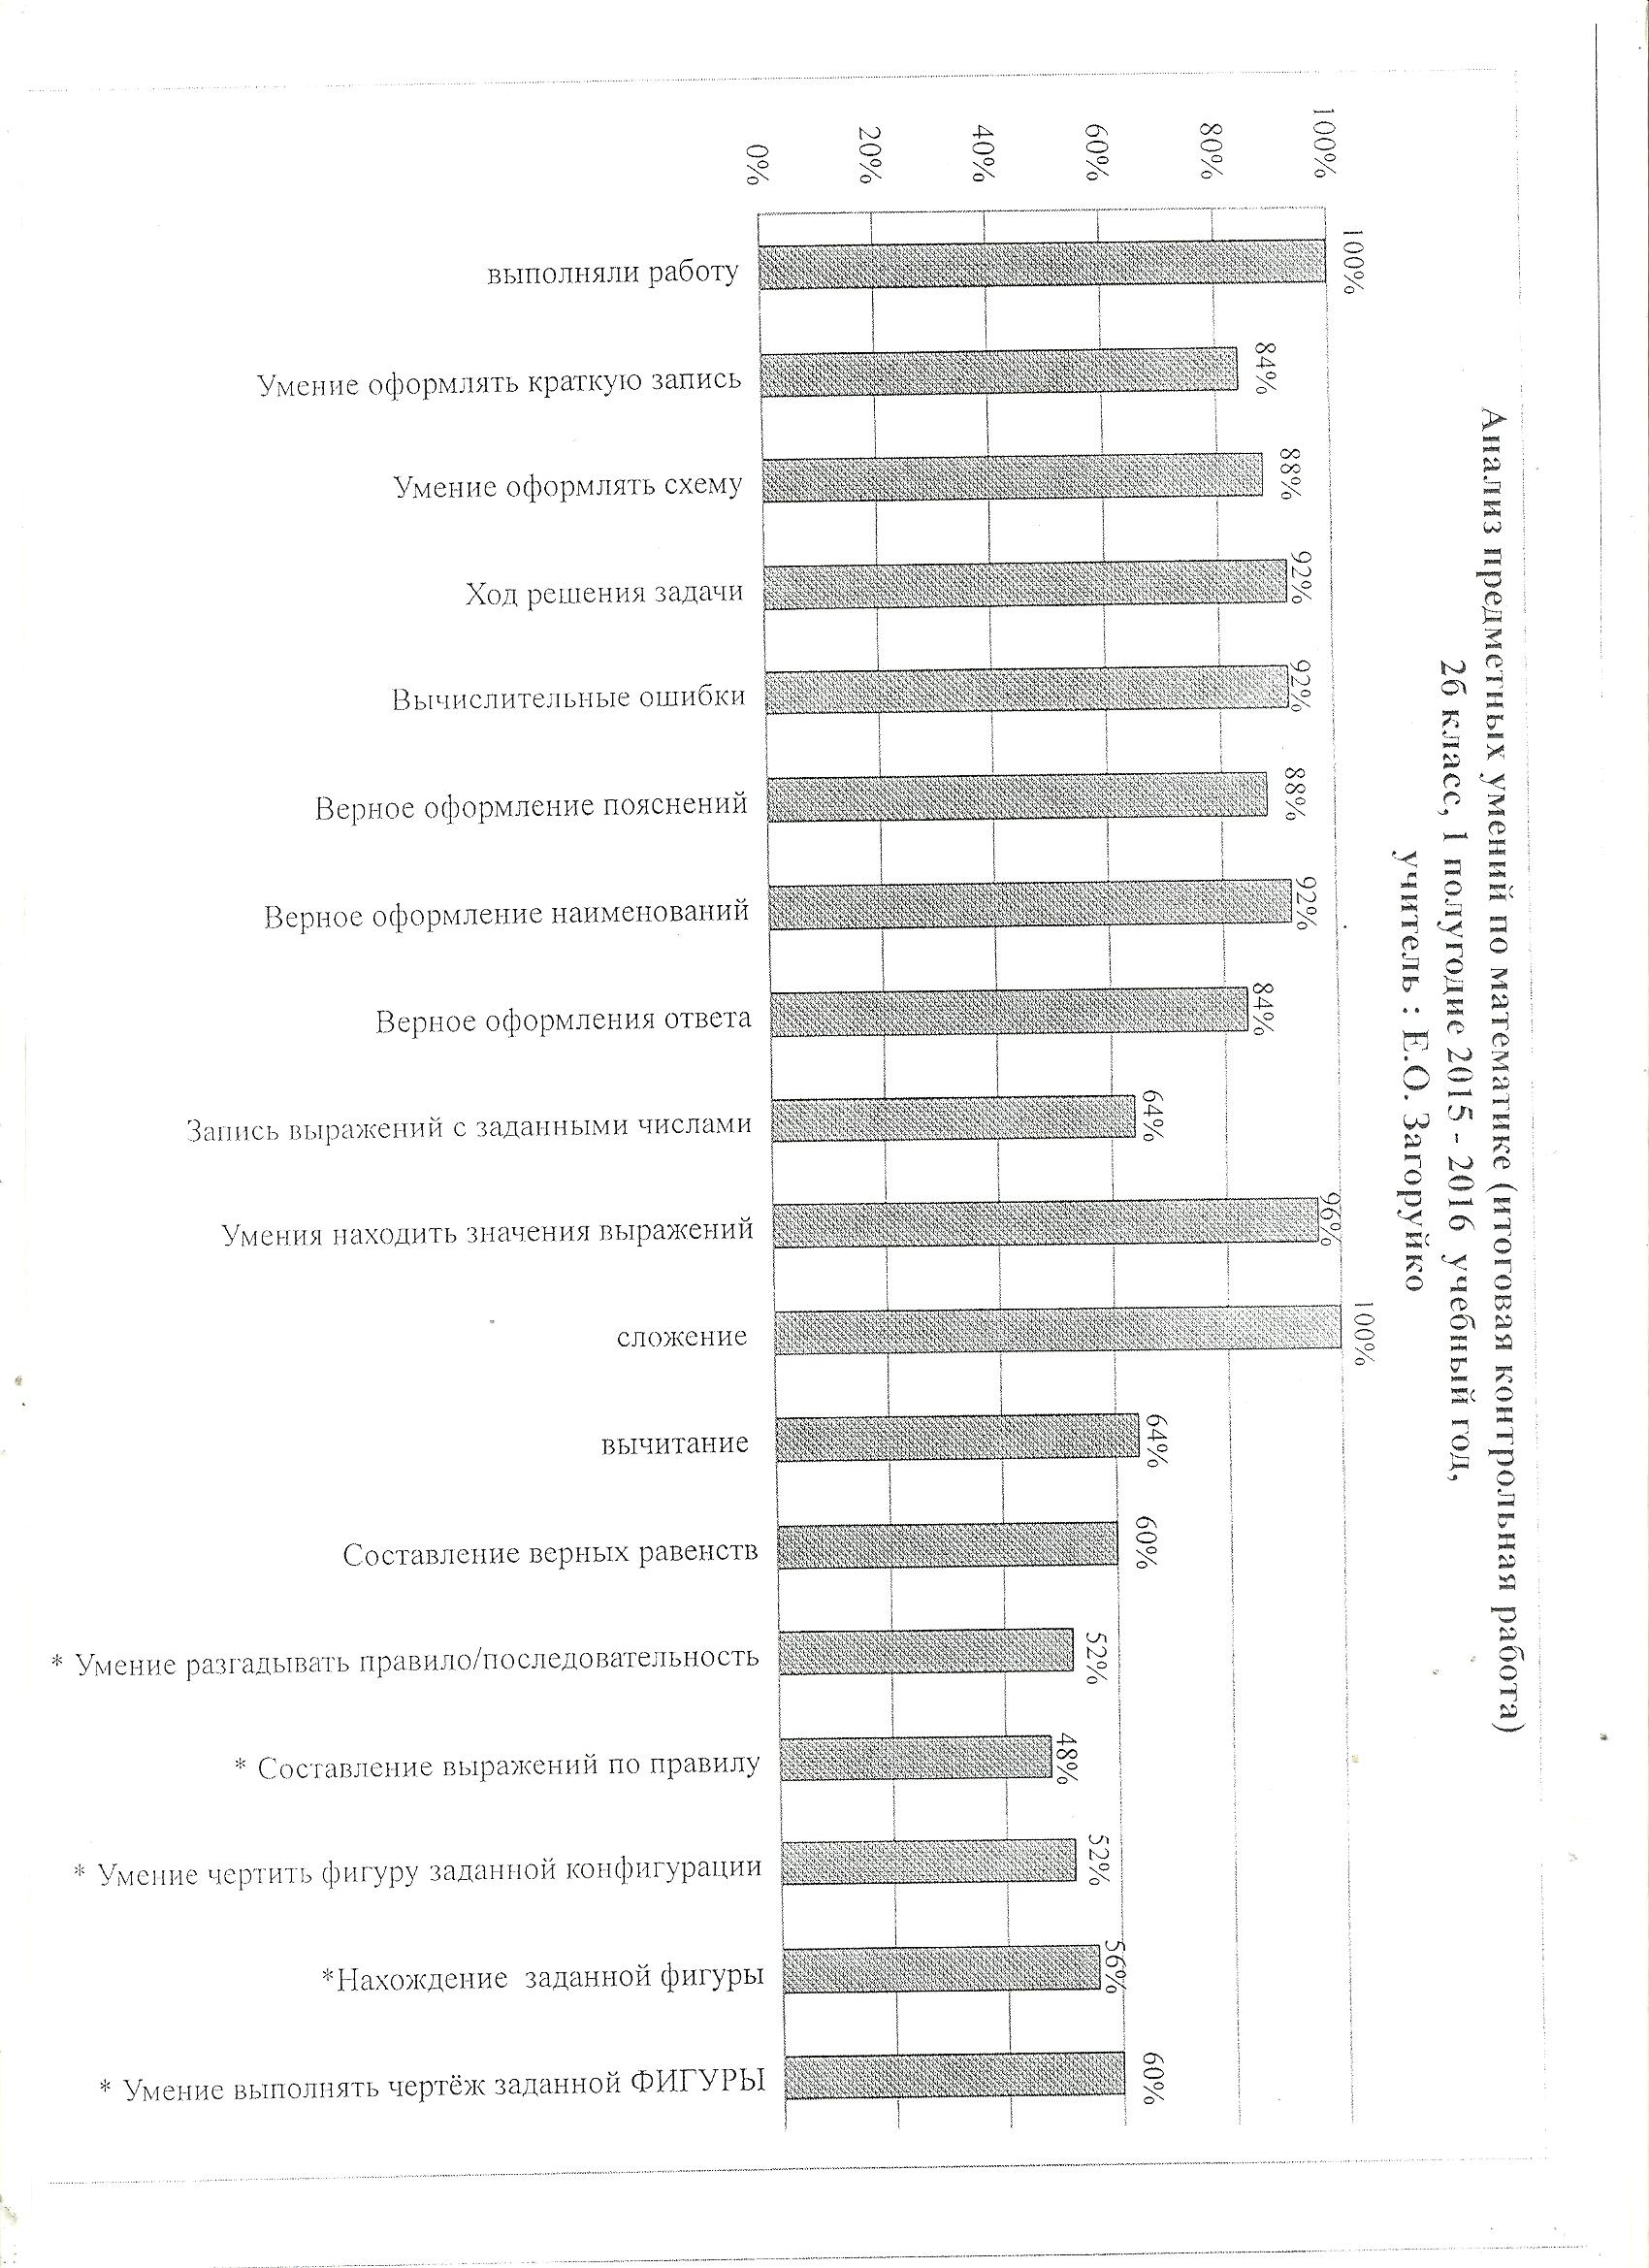 Анализ предметных умений по математике (итоговая контрольная работа)
2б класс, 1 полугодие 2015 - 2016 учебный год,
учитель : Е.О. Загоруйко
100%
80%
60%
40%
20%
0%
100%
84%
88%
92%
92%
88%
92%
84%
64%
96%
100%
64%
60%
52%
48%
52%
56%
60%
выполняли работу
Умение оформлять краткую запись
Умение оформлять схему
Ход решения задачи
Вычислительные ошибки
Верное оформление пояснений
Верное оформление наименований
Верное оформления ответа
Запись выражений с заданными числами
Умения находить значения выражений
сложение
вычитание
Составление верных равенств
* Умение разгадывать правило/последовательность
* Составление выражений по правилу
* Умение чертить фигуру заданной конфигурации
*Нахождение заданной фигуры
* Умение выполнять чертёж заданной ФИГУРЫ